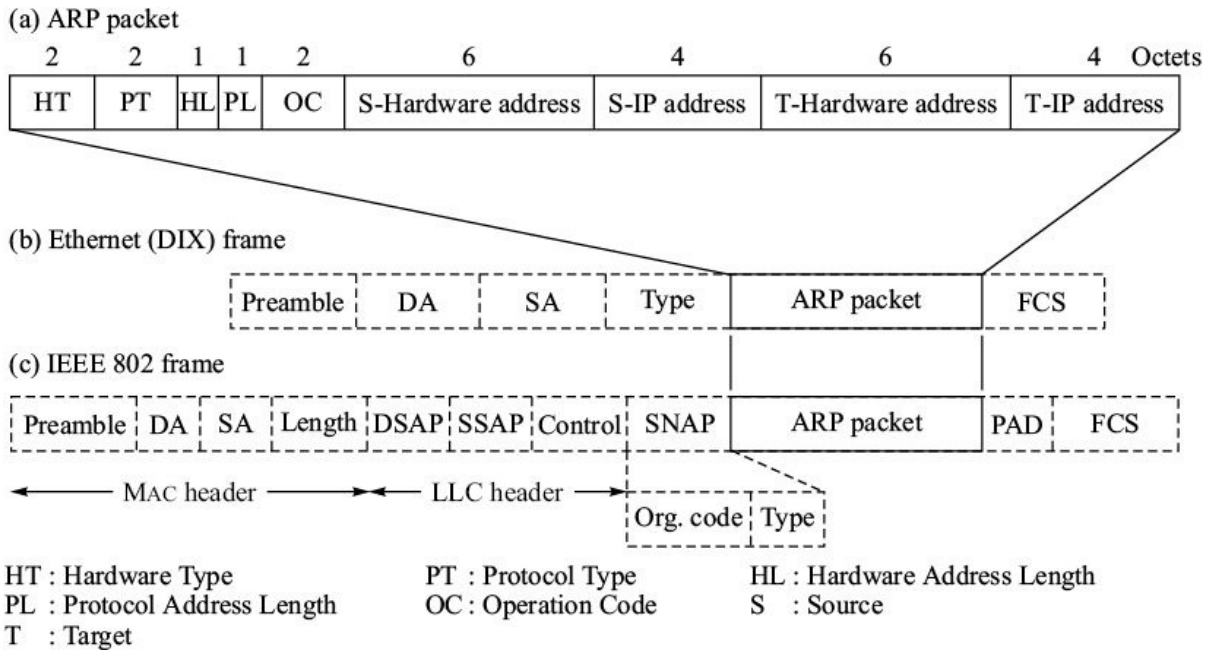 (a) ARP packet
2 2 1 1 2 6 4 6 4 Octets
HT PT HL PL OC S-Hardware address S-IP address T-Hardware address T-IP address
(b) Ethernet (DIX) frame
Preamble DA SA Type ARP packet FCS
(c) IEEE 802 frame
Preamble DA SA Length DSAP SSAP Control SNAP ARP packet PAD FCS
MAC header LLC header
Org. code Type
HT : Hardware Type PT : Protocol Type HL : Hardware Address Length
PL : Protocol Address Length OC : Operation Code S : Source
T : Target